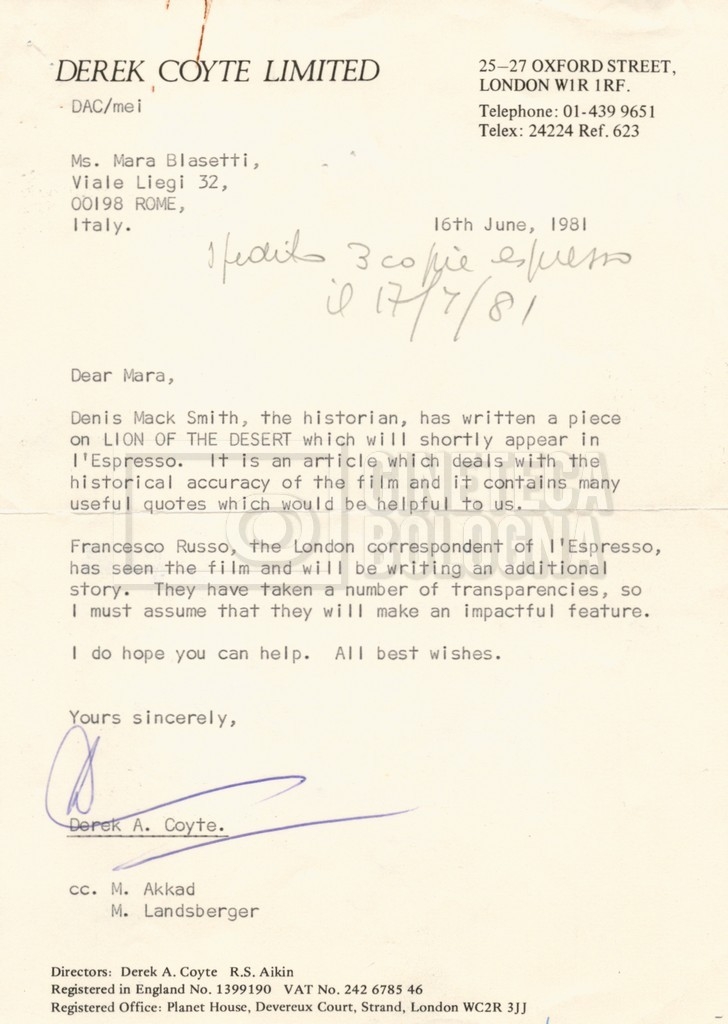 DEREK COYTE LIMITED
25–27 OXFORD STREET,
LONDON W1R 1RF.
Telephone: 01-439 9651
Telex: 24224 Ref. 623
DAC/mei
Ms. Mara Blasetti,
Viale Liegi 32,
00198 ROME,
Italy.
16th June, 1981
spedito 3 copie espresso
il 17/7/81
Dear Mara,
Denis Mack Smith, the historian, has written a piece
on LION OF THE DESERT which will shortly appear in
l'Espresso.  It is an article which deals with the
historical accuracy of the film and it contains many
useful quotes which would be helpful to us.
Francesco Russo, the London correspondent of l'Espresso,
has seen the film and will be writing an additional
story.  They have taken a number of transparencies, so
I must assume that they will make an impactful feature.
I do hope you can help.  All best wishes.
Yours sincerely,
Derek A. Coyte.
cc. M. Akkad
M. Landsberger
Directors: Derek A. Coyte  R.S. Aikin
Registered in England No. 1399190  VAT No. 242 6785 46
Registered Office: Planet House, Devereux Court, Strand, London WC2R 3JJ
CINETECA
BOLOGNA